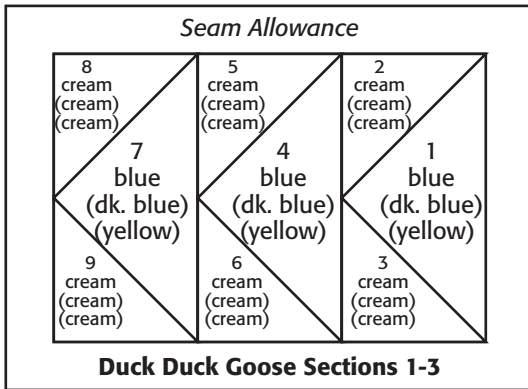 Seam Allowance
8
cream
(cream)
(cream)
5
cream
(cream)
(cream)
2
cream
(cream)
(cream)
7
blue
(dk. blue)
(yellow)
4
blue
(dk. blue)
(yellow)
1
blue
(dk. blue)
(yellow)
9
cream
(cream)
(cream)
6
cream
(cream)
(cream)
3
cream
(cream)
(cream)
Duck Duck Goose Sections 1-3